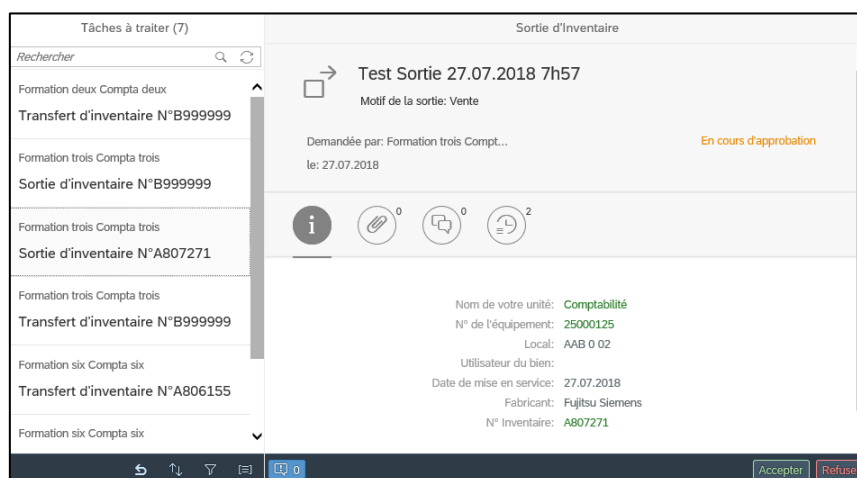 Tâches à traiter (7)
Rechercher
Formation deux Compta deux
Transfert d'inventaire N°B999999
Formation trois Compta trois
Sortie d'inventaire N°B999999
Formation trois Compta trois
Sortie d'inventaire N°A807271
Formation trois Compta trois
Transfert d'inventaire N°B999999
Formation six Compta six
Transfert d'inventaire N°A806155
Formation six Compta six
Sortie d'Inventaire
Test Sortie 27.07.2018 7h57
Motif de la sortie: Vente
Demandée par: Formation trois Compt...
En cours d'approbation
le: 27.07.2018
0 0 2
Nom de votre unité: Comptabilité
N° de l'équipement: 25000125
Local: AAB 0 02
Utilisateur du bien:
Date de mise en service: 27.07.2018
Fabricant: Fujitsu Siemens
N° Inventaire: A807271
0
Accepter Refuse